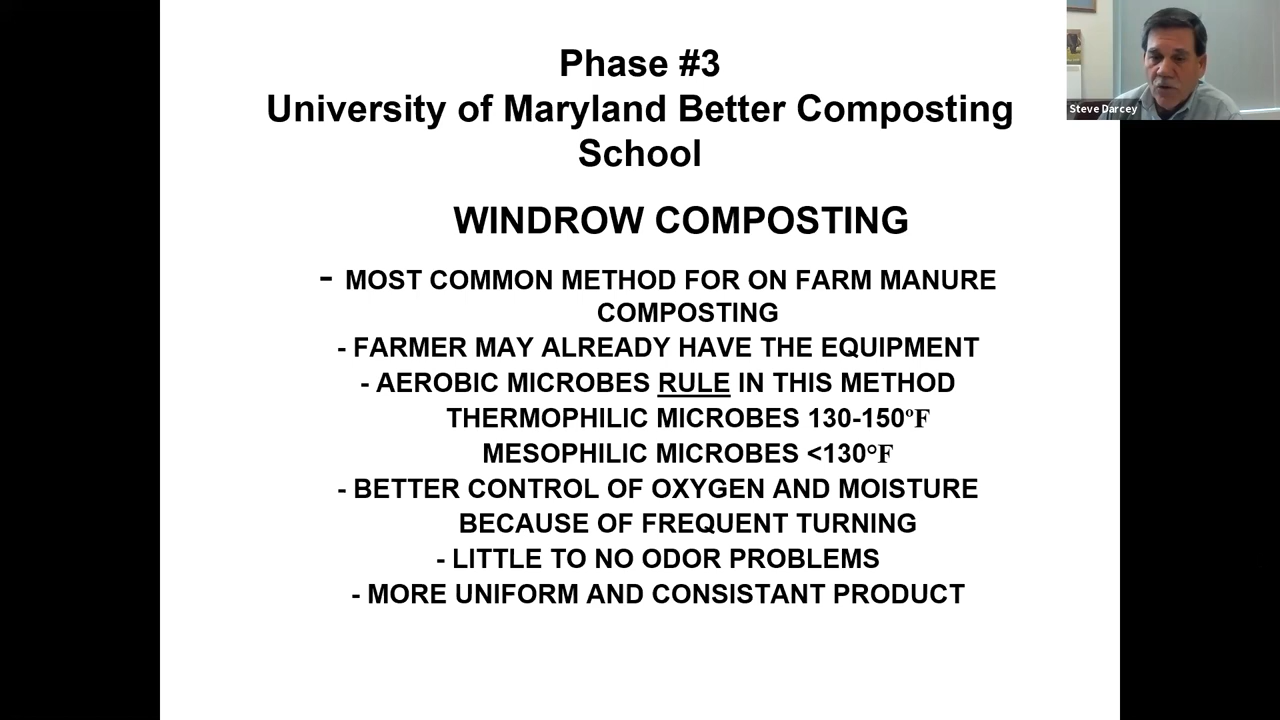 Phase #3
University of Maryland Better Composting
School
Steve Darcey
WINDROW COMPOSTING
- MOST COMMON METHOD FOR ON FARM MANURE
COMPOSTING
- FARMER MAY ALREADY HAVE THE EQUIPMENT
- AEROBIC MICROBES RULE IN THIS METHOD
THERMOPHILIC MICROBES 130-150ºF
MESOPHILIC MICROBES <130°F
- BETTER CONTROL OF OXYGEN AND MOISTURE
BECAUSE OF FREQUENT TURNING
- LITTLE TO NO ODOR PROBLEMS
- MORE UNIFORM AND CONSISTANT PRODUCT